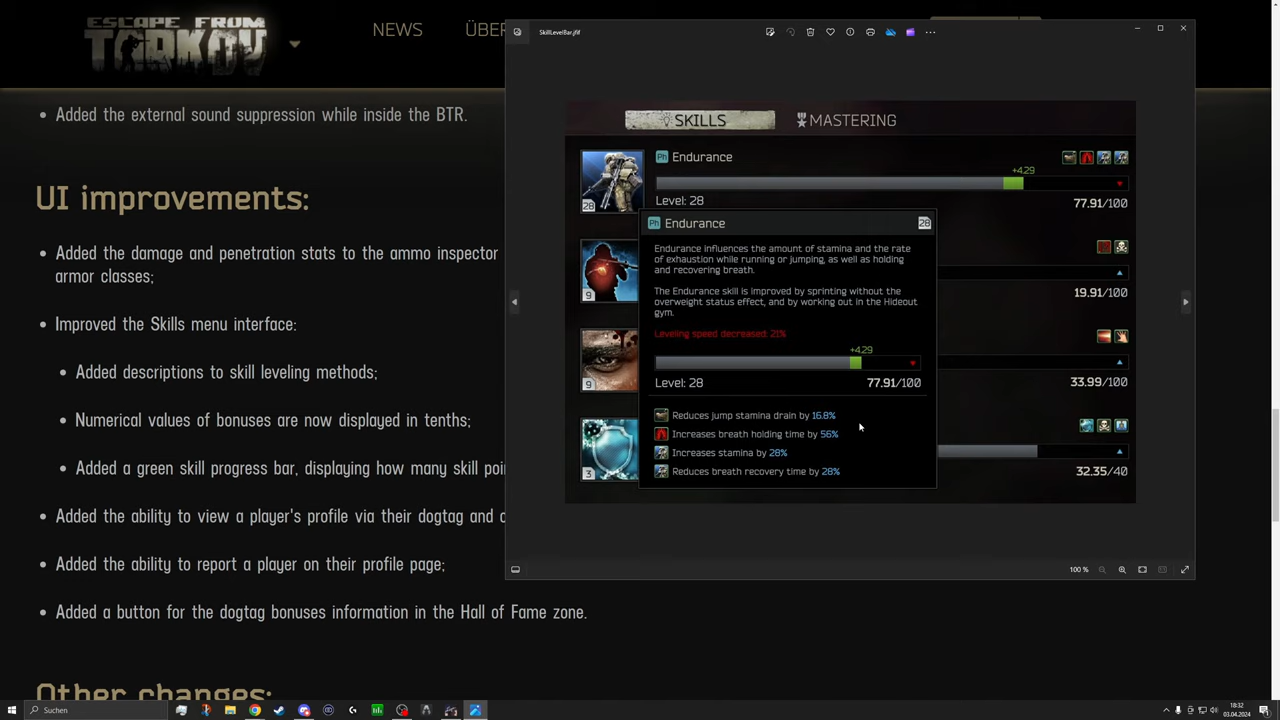 ESCAPE FROM
TARKOV
NEWS
ÜBER
SkillLevelBar.jfif
Added the external sound suppression while inside the BTR.
UI improvements:
Added the damage and penetration stats to the ammo inspector
armor classes;
Improved the Skills menu interface:
Added descriptions to skill leveling methods;
Numerical values of bonuses are now displayed in tenths;
Added a green skill progress bar, displaying how many skill poi
Added the ability to view a player's profile via their dogtag and o
Added the ability to report a player on their profile page;
Added a button for the dogtag bonuses information in the Hall of Fame zone.
Other changes:
SKILLS
MASTERING
Ph Endurance
+4.29
28
Level: 28
77.91/100
Ph Endurance
28
Endurance influences the amount of stamina and the rate
of exhaustion while running or jumping, as well as holding
and recovering breath.
The Endurance skill is improved by sprinting without the
overweight status effect, and by working out in the Hideout
gym.
Leveling speed decreased: 21%
+4.29
Level: 28
77.91/100
Reduces jump stamina drain by 16.8%
Increases breath holding time by 56%
Increases stamina by 28%
Reduces breath recovery time by 28%
9
19.91/100
9
33.99/100
3
32.35/40
100 %
Suchen
18:32
03.04.2024